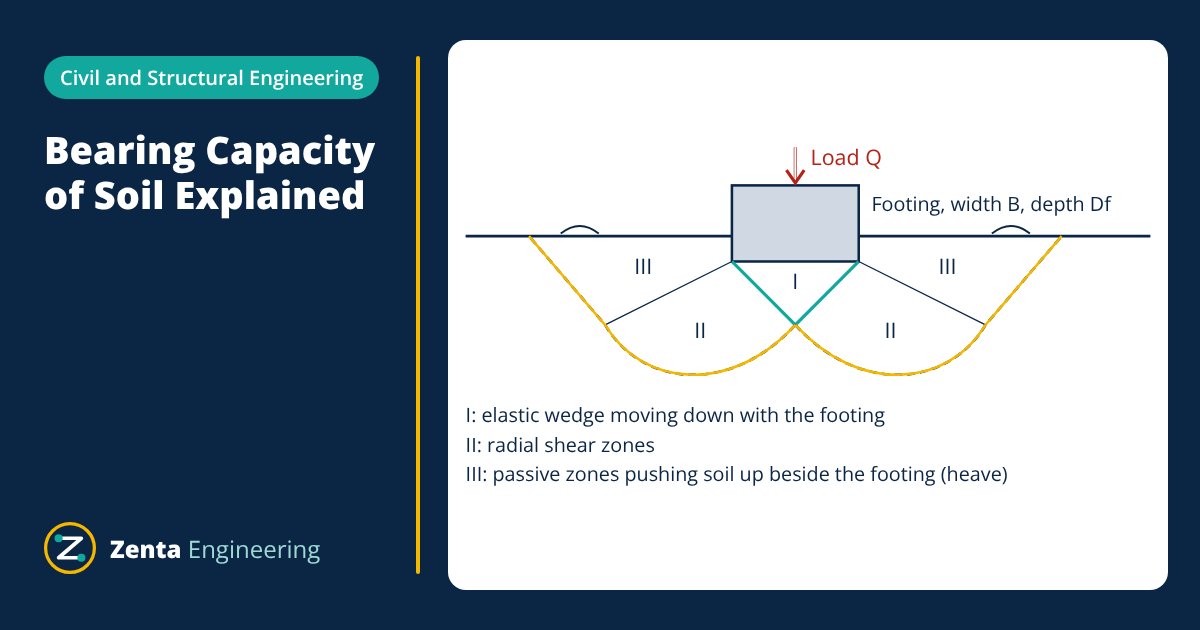 Civil and Structural Engineering
Bearing Capacity
of Soil Explained
Load Q
Footing, width B, depth Df
III
I
III
II
II
I: elastic wedge moving down with the footing
II: radial shear zones
III: passive zones pushing soil up beside the footing (heave)
Z
Zenta Engineering